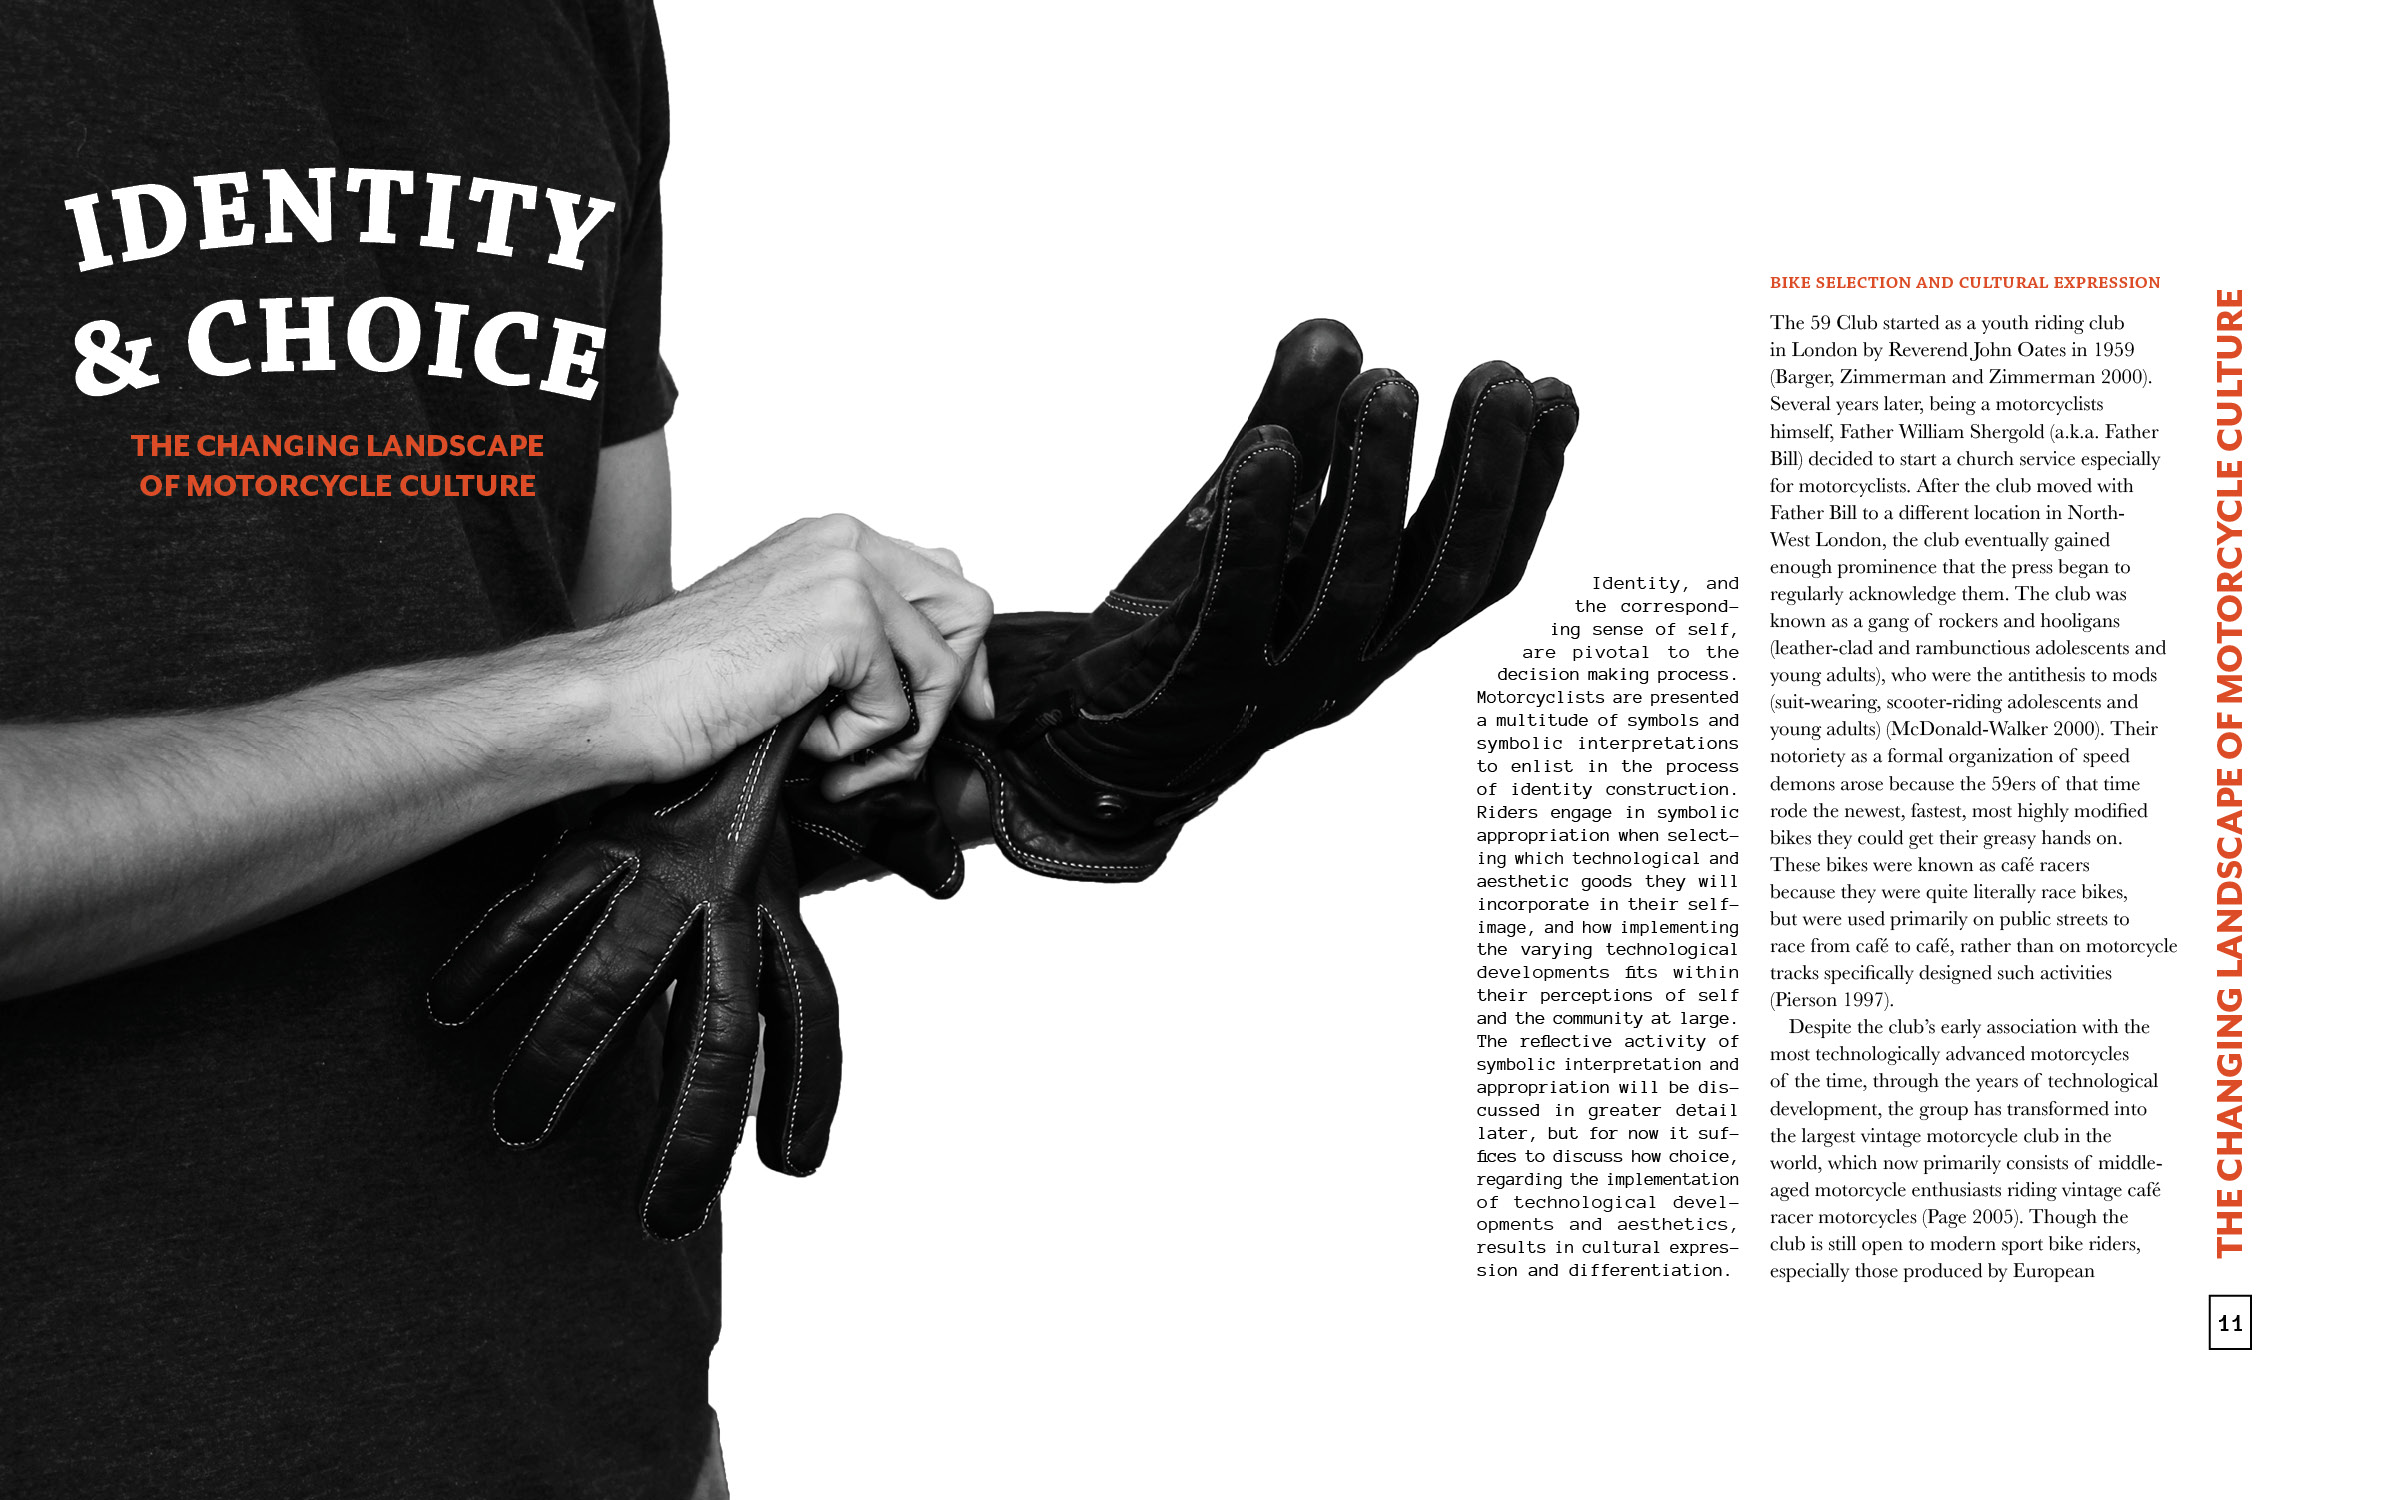 IDENTITY
& CHOICE
THE CHANGING LANDSCAPE
OF MOTORCYCLE CULTURE
Identity, and
the correspond-
ing sense of self,
are pivotal to the
decision making process.
Motorcyclists are presented
a multitude of symbols and
symbolic interpretations
to enlist in the process
of identity construction.
Riders engage in symbolic
appropriation when select-
ing which technological and
aesthetic goods they will
incorporate in their self-
image, and how implementing
the varying technological
developments fits within
their perceptions of self
and the community at large.
The reflective activity of
symbolic interpretation and
appropriation will be dis-
cussed in greater detail
later, but for now it suf-
fices to discuss how choice,
regarding the implementation
of technological devel-
opments and aesthetics,
results in cultural expres-
sion and differentiation.
BIKE SELECTION AND CULTURAL EXPRESSION
The 59 Club started as a youth riding club
in London by Reverend John Oates in 1959
(Barger, Zimmerman and Zimmerman 2000).
Several years later, being a motorcyclists
himself, Father William Shergold (a.k.a. Father
Bill) decided to start a church service especially
for motorcyclists. After the club moved with
Father Bill to a different location in North-
West London, the club eventually gained
enough prominence that the press began to
regularly acknowledge them. The club was
known as a gang of rockers and hooligans
(leather-clad and rambunctious adolescents and
young adults), who were the antithesis to mods
(suit-wearing, scooter-riding adolescents and
young adults) (McDonald-Walker 2000). Their
notoriety as a formal organization of speed
demons arose because the 59ers of that time
rode the newest, fastest, most highly modified
bikes they could get their greasy hands on.
These bikes were known as café racers
because they were quite literally race bikes,
but were used primarily on public streets to
race from café to café, rather than on motorcycle
tracks specifically designed such activities
(Pierson 1997).
Despite the club's early association with the
most technologically advanced motorcycles
of the time, through the years of technological
development, the group has transformed into
the largest vintage motorcycle club in the
world, which now primarily consists of middle-
aged motorcycle enthusiasts riding vintage café
racer motorcycles (Page 2005). Though the
club is still open to modern sport bike riders,
especially those produced by European
THE CHANGING LANDSCAPE OF MOTORCYCLE CULTURE
11